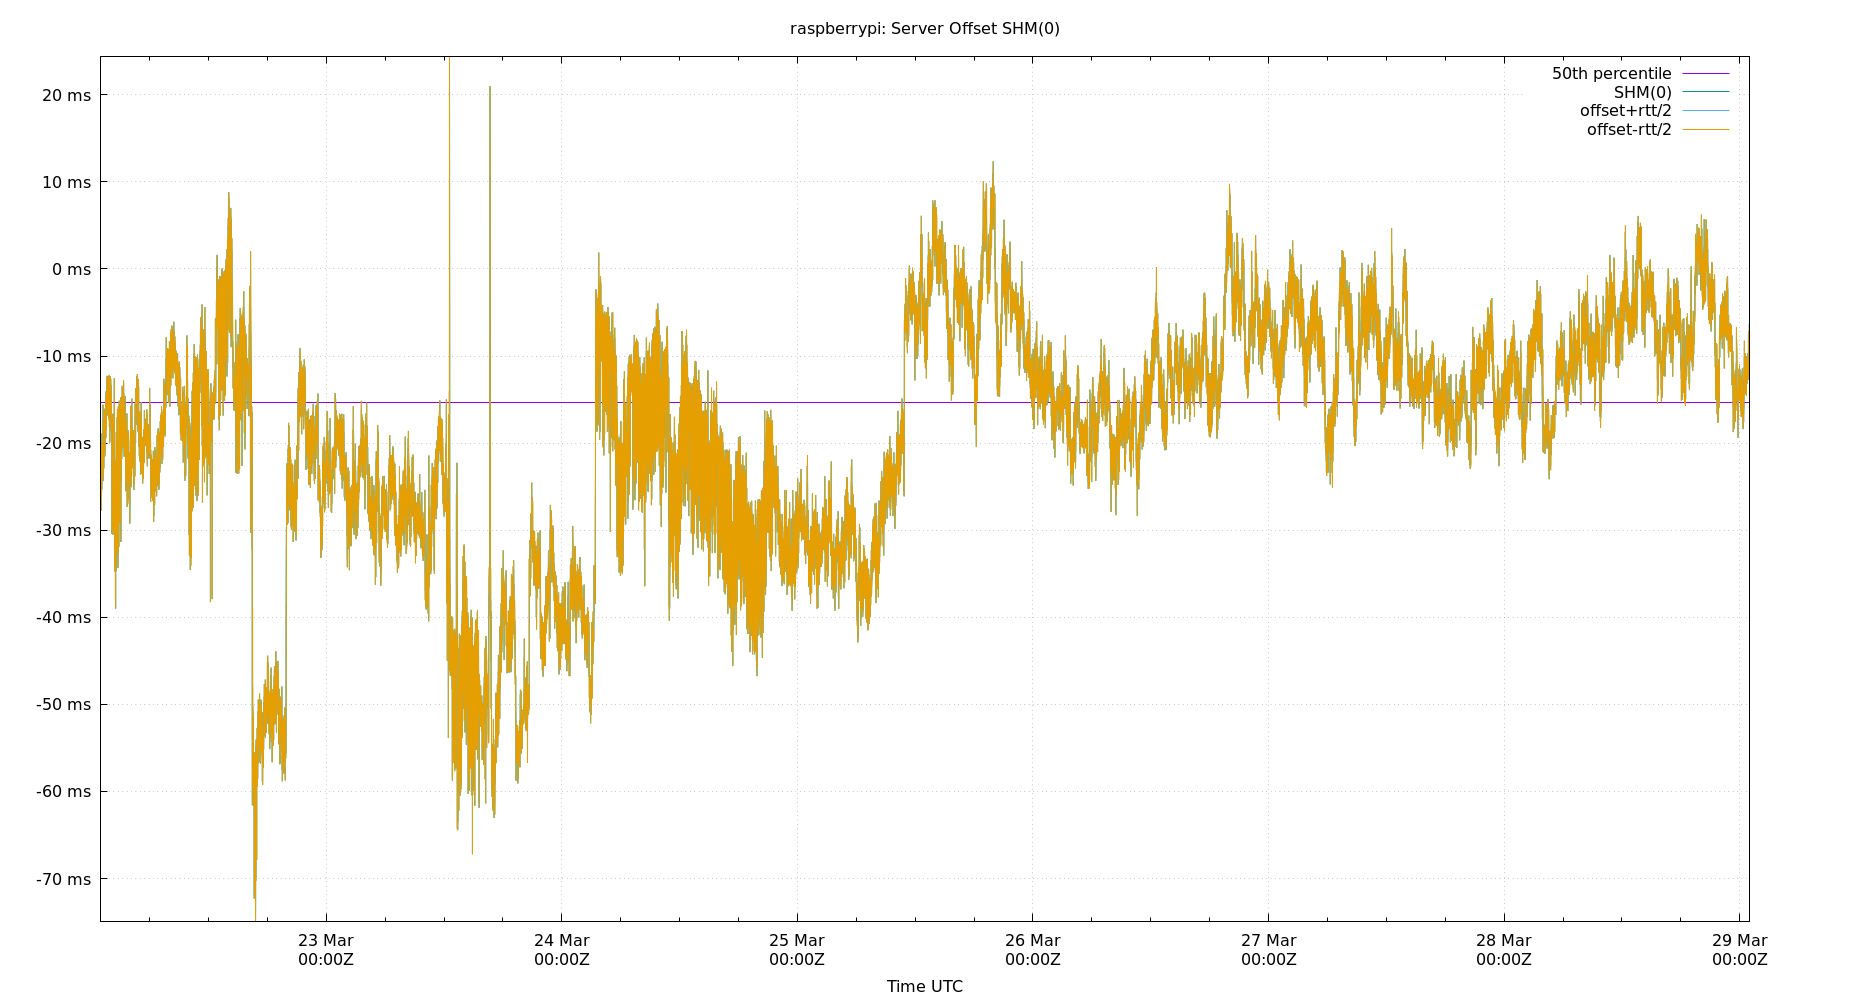 raspberrypi: Server Offset SHM(0)
50th percentile
SHM(0)
offset+rtt/2
offset-rtt/2
20 ms
10 ms
0 ms
-10 ms
-20 ms
-30 ms
-40 ms
-50 ms
-60 ms
-70 ms
23 Mar 24 Mar 25 Mar 26 Mar 27 Mar 28 Mar 29 Mar
00:00Z 00:00Z 00:00Z 00:00Z 00:00Z 00:00Z 00:00Z
Time UTC